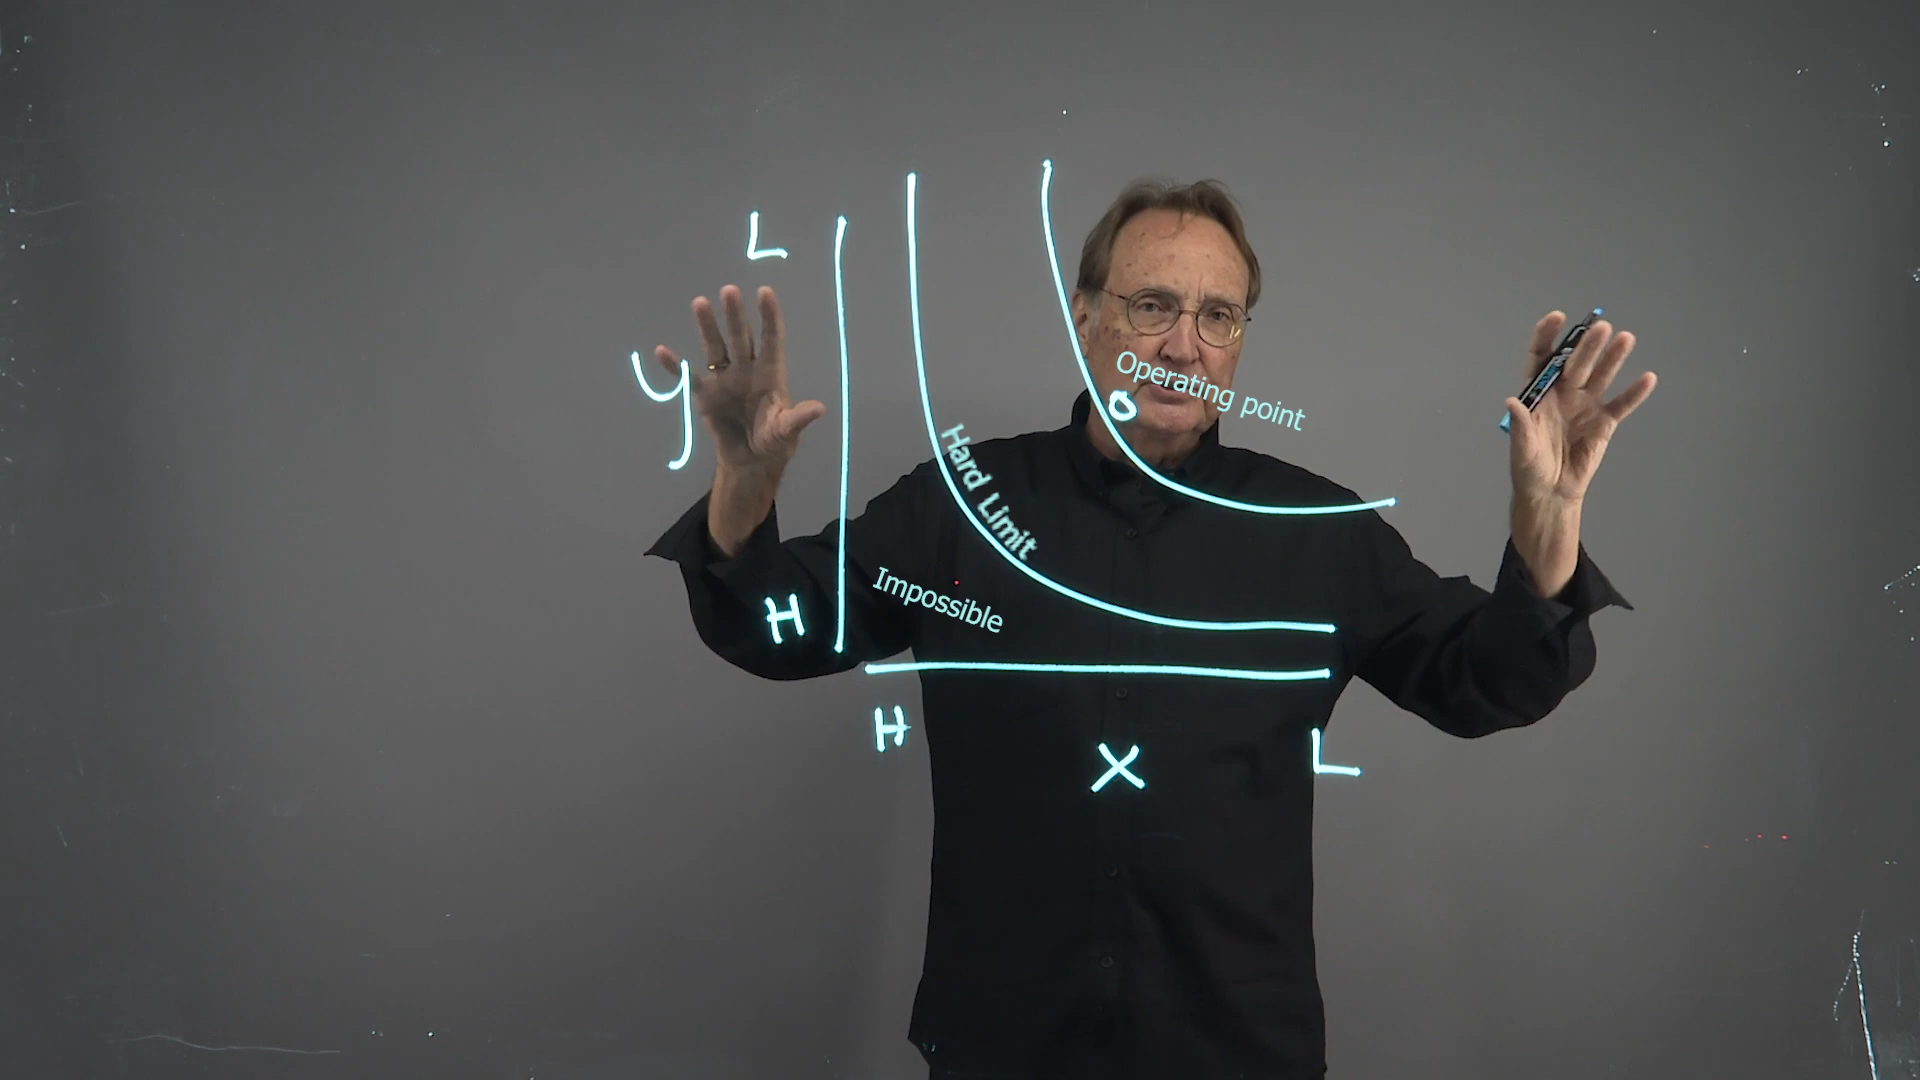 L
y
Operating point
Hard Limit
Impossible
H
H
X
L